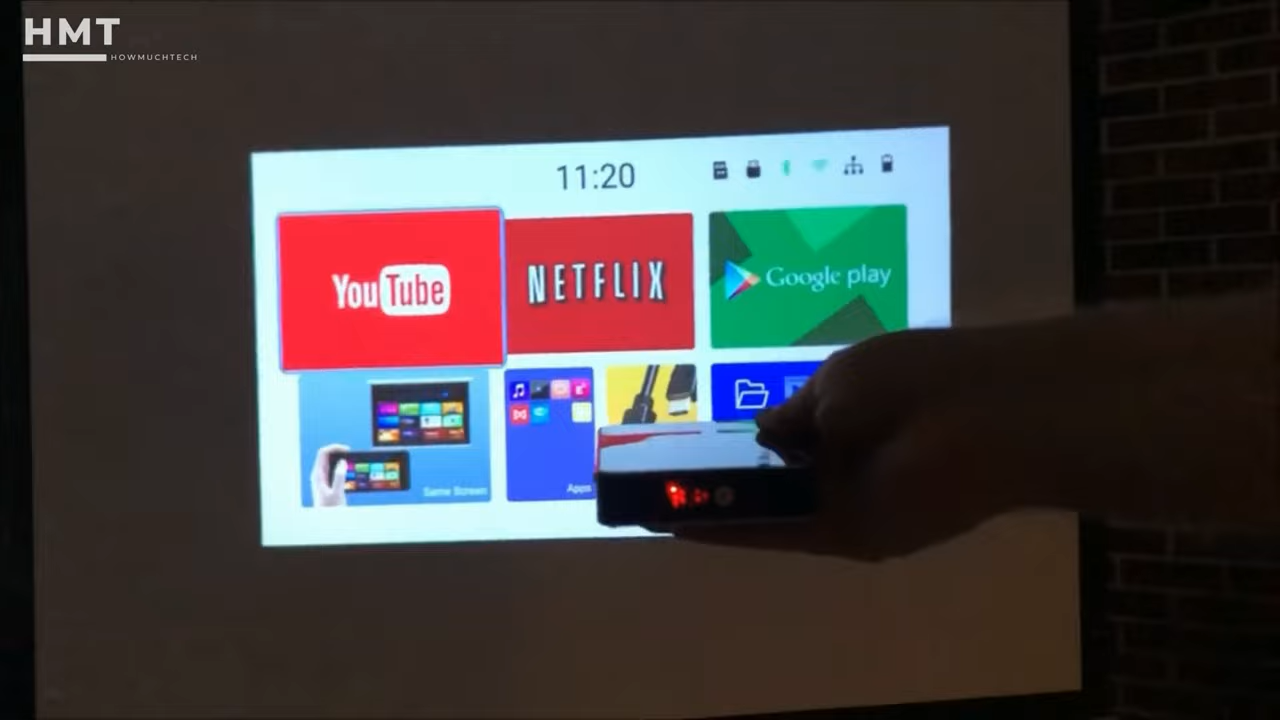 HMT
HOWMUCHTECH
11:20
YouTube
NETFLIX
Google play
Same Screen
Apps